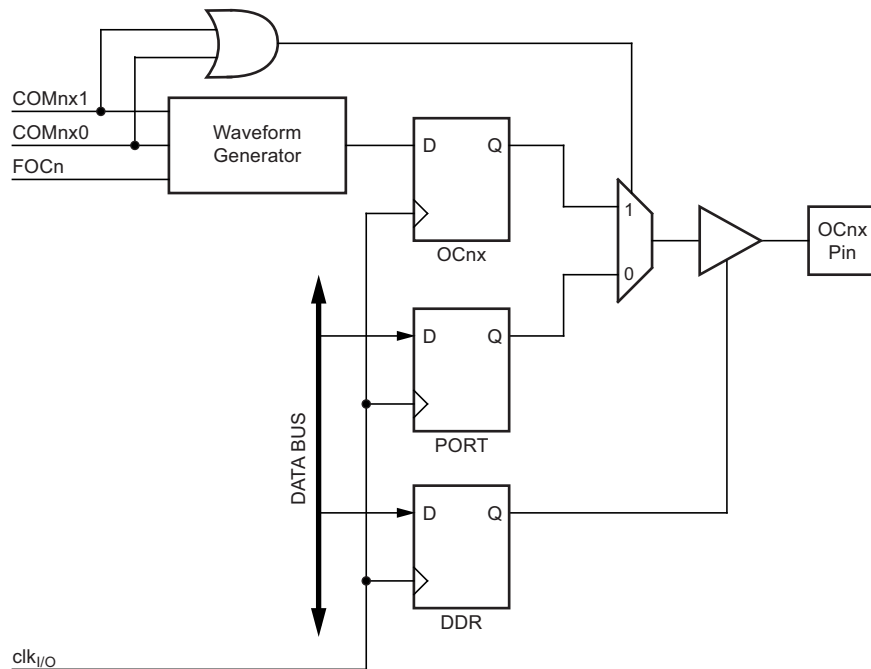 COMnx1
COMnx0
FOCn
Waveform
Generator
D Q
OCnx
1
0
OCnx
Pin
DATA BUS
D Q
PORT
D Q
DDR
clkI/O